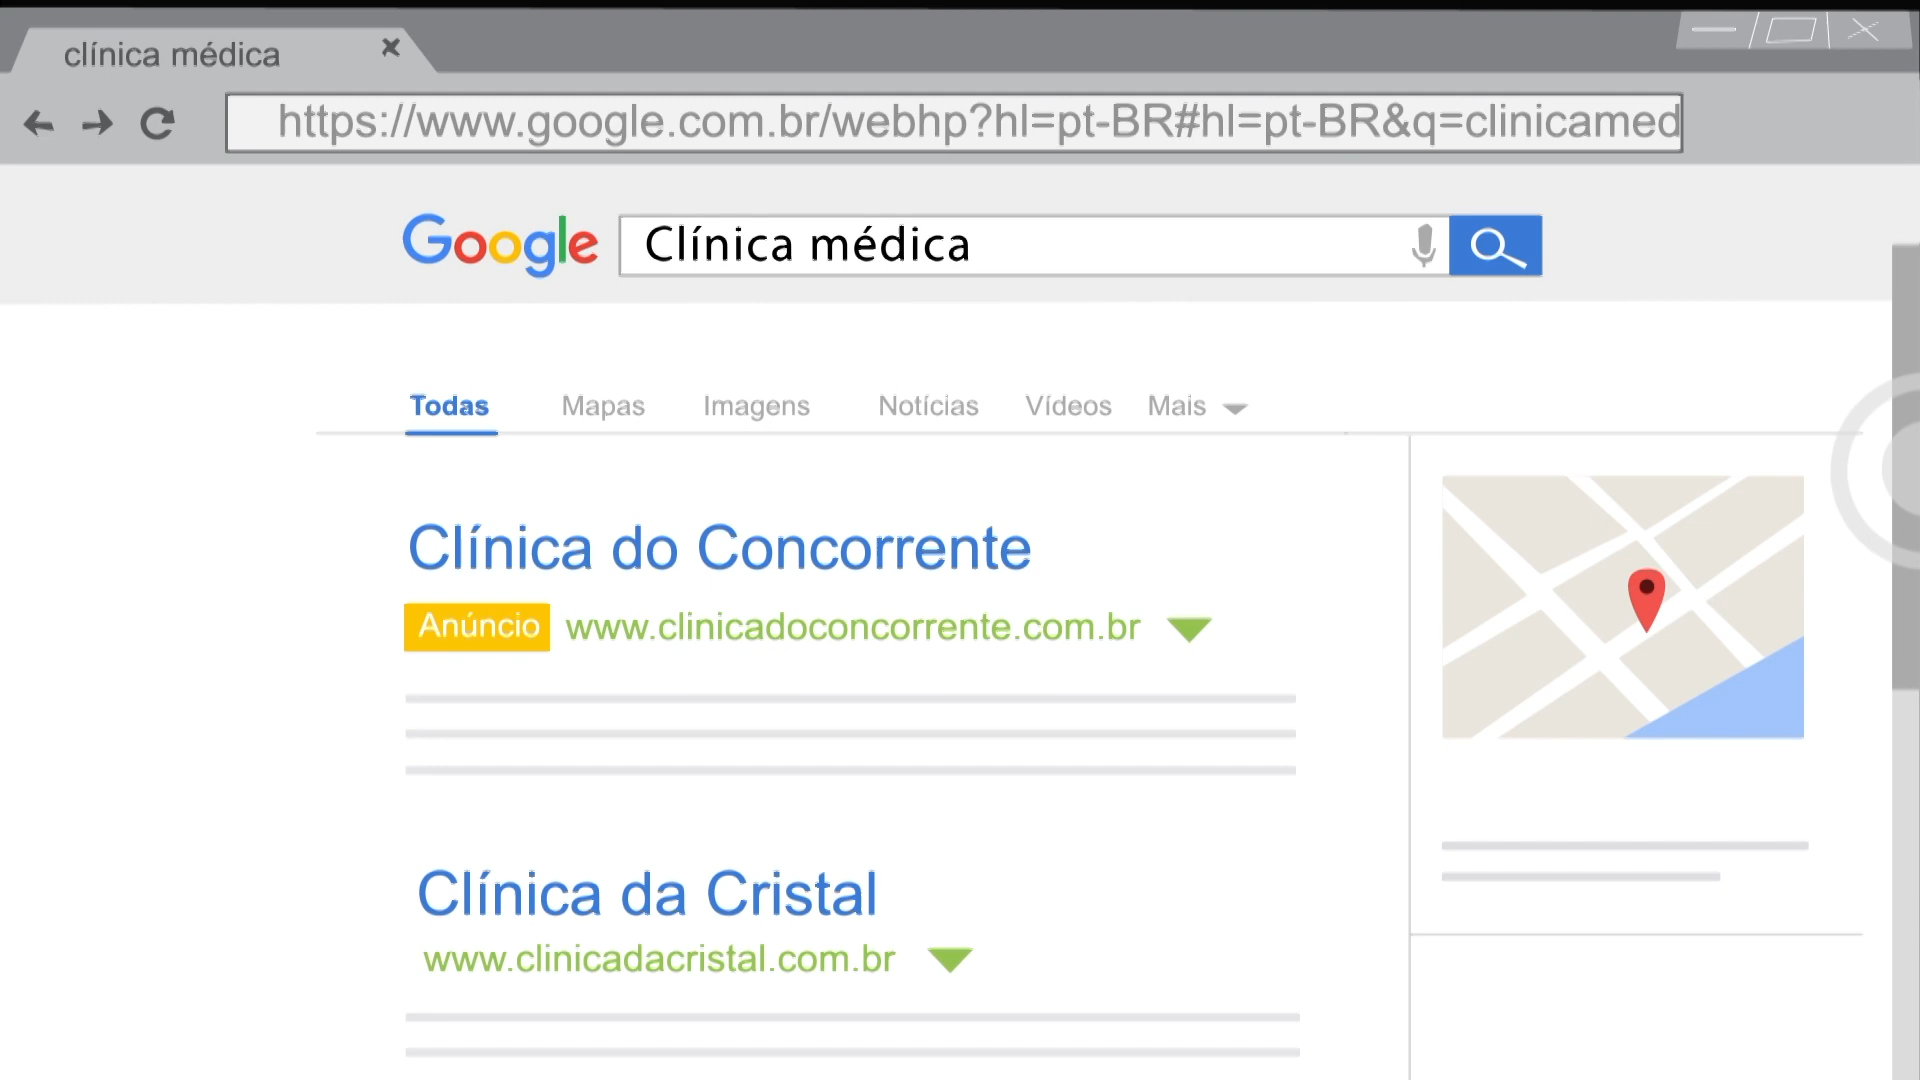 clínica médica
https://www.google.com.br/webhp?hl=pt-BR#hl=pt-BR&q=clinicamed
Google Clínica médica
Todas Mapas Imagens Notícias Vídeos Mais
Clínica do Concorrente
Anúncio www.clinicadoconcorrente.com.br
Clínica da Cristal
www.clinicadacristal.com.br